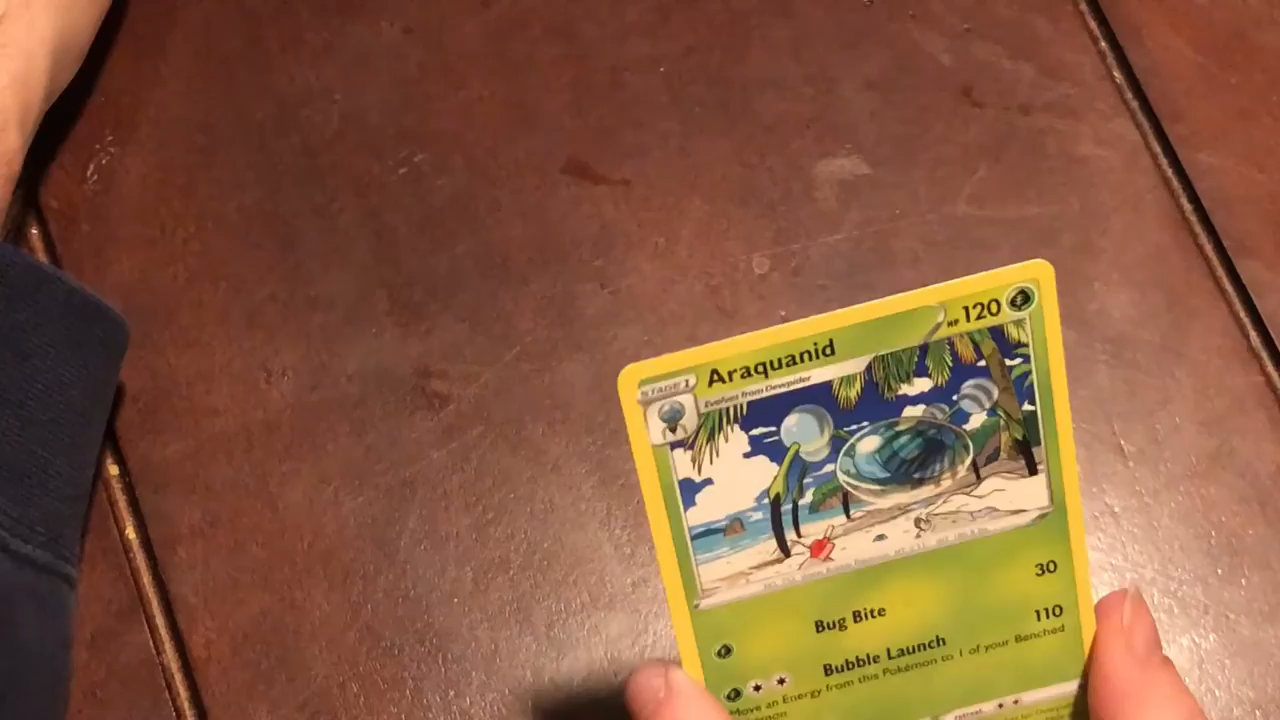 STAGE 1
Araquanid
HP 120
Evolves from Dewpider
Bug Bite 30
Bubble Launch 110
Move an Energy from this Pokémon to 1 of your Benched
retreat